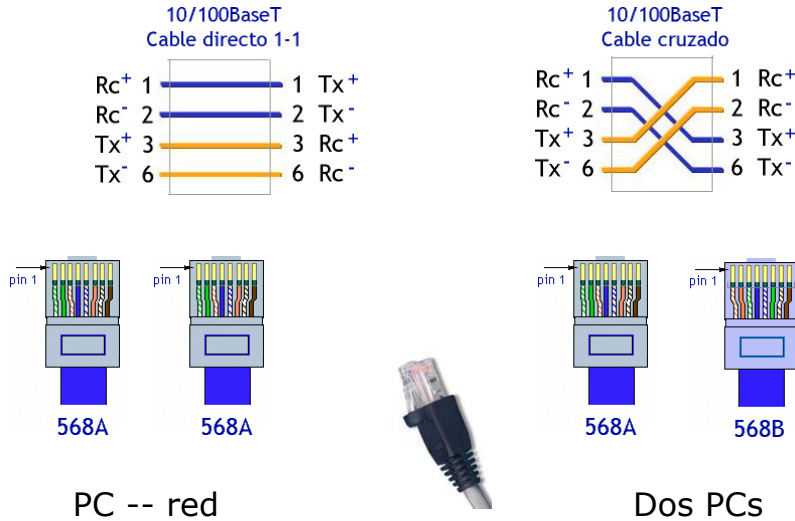 10/100BaseT
Cable directo 1-1
Rc+ 1 1 Tx+
Rc- 2 2 Tx-
Tx+ 3 3 Rc+
Tx- 6 6 Rc-
10/100BaseT
Cable cruzado
Rc+ 1 1 Rc+
Rc- 2 2 Rc-
Tx+ 3 3 Tx+
Tx- 6 6 Tx-
pin 1
568A
pin 1
568A
PC -- red
pin 1
568A
pin 1
568B
Dos PCs